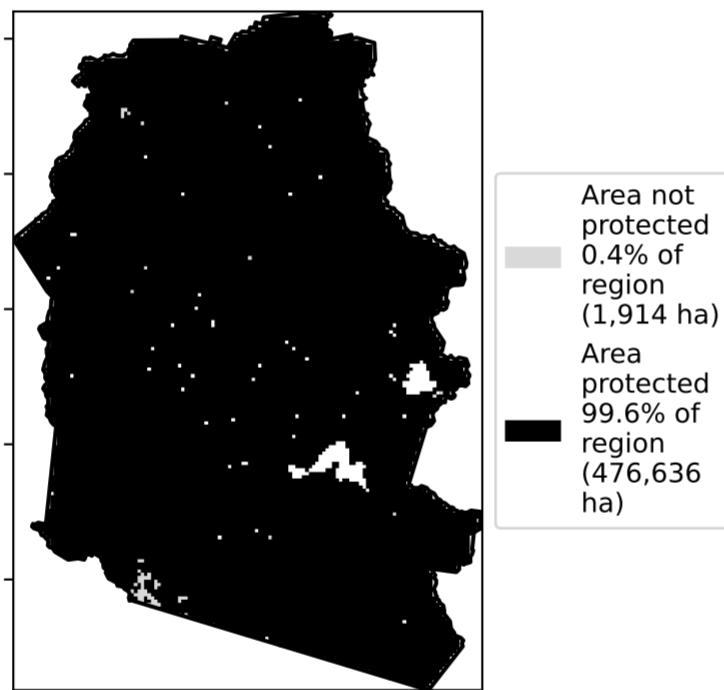 Area not
protected
0.4% of
region
(1,914 ha)
Area
protected
99.6% of
region
(476,636
ha)